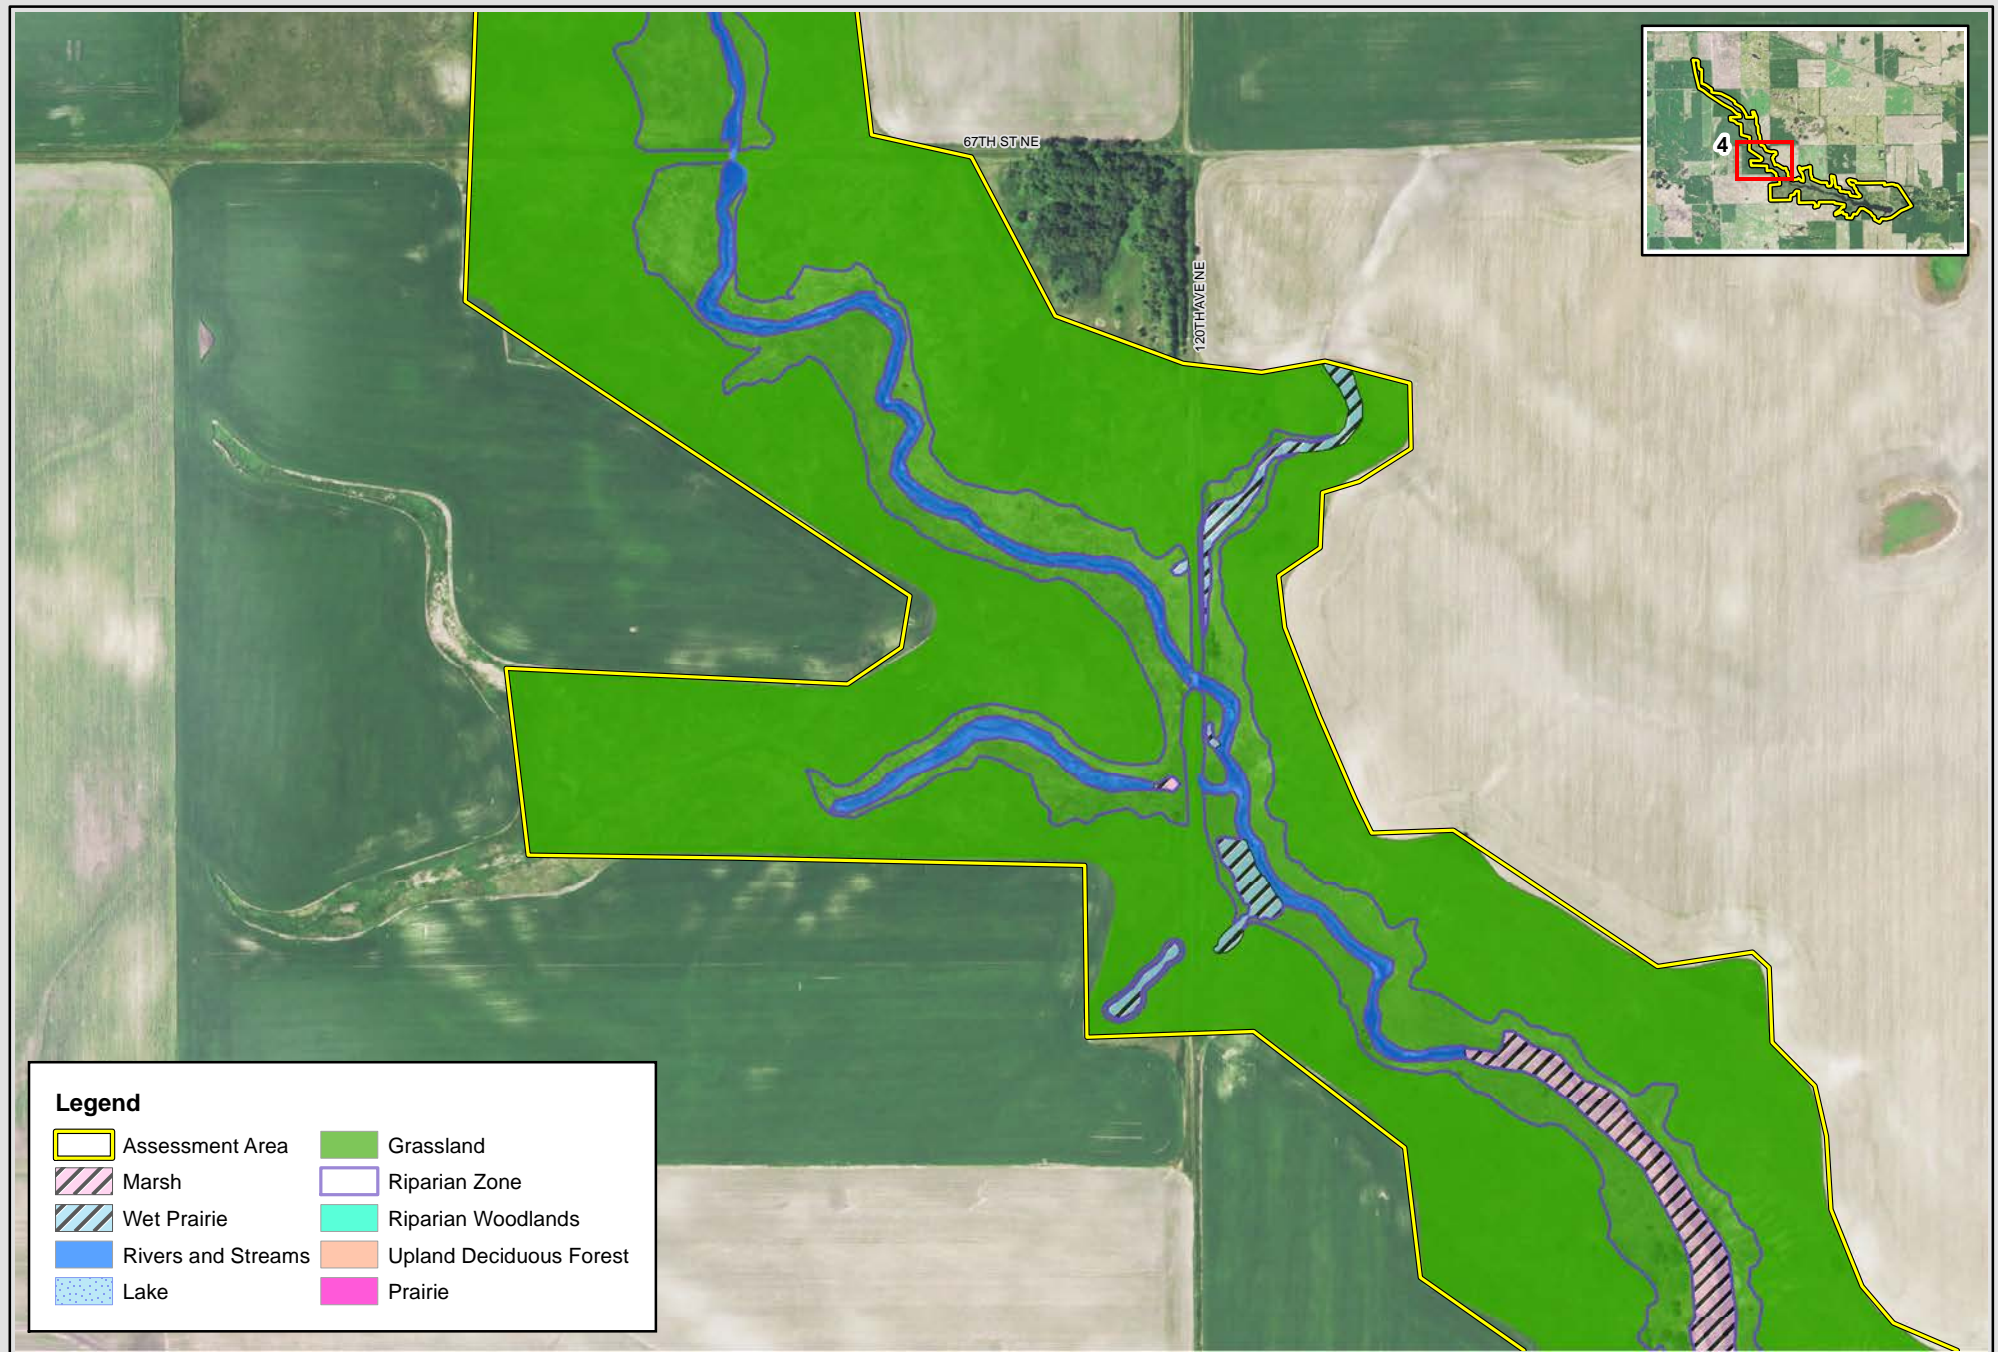 67TH ST NE
4
120TH AVE NE
Legend
Assessment Area
Marsh
Wet Prairie
Rivers and Streams
Lake
Grassland
Riparian Zone
Riparian Woodlands
Upland Deciduous Forest
Prairie